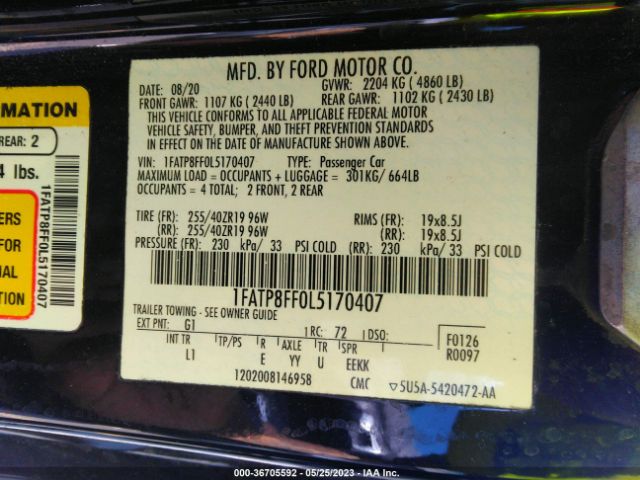 MFD. BY FORD MOTOR CO.
DATE: 08/20 GVWR: 2204 KG ( 4860 LB)
FRONT GAWR: 1107 KG ( 2440 LB) REAR GAWR: 1102 KG ( 2430 LB)
THIS VEHICLE CONFORMS TO ALL APPLICABLE FEDERAL MOTOR
VEHICLE SAFETY, BUMPER, AND THEFT PREVENTION STANDARDS
IN EFFECT ON THE DATE OF MANUFACTURE SHOWN ABOVE.
VIN: 1FATP8FF0L5170407 TYPE: Passenger Car
MAXIMUM LOAD = OCCUPANTS + LUGGAGE = 301KG/ 664LB
OCCUPANTS = 4 TOTAL; 2 FRONT, 2 REAR
TIRE (FR): 255/40ZR19 96W RIMS (FR): 19x8.5J
(RR): 255/40ZR19 96W (RR): 19x8.5J
PRESSURE (FR): 230 kPa/ 33 PSI COLD (RR): 230 kPa/ 33 PSI COLD
1FATP8FF0L5170407
TRAILER TOWING - SEE OWNER GUIDE
EXT PNT: G1 RC: 72 DSO: F0126
INT TR TP/PS R AXLE TR SPR R0097
L1 E YY U EEKK
1202008146958 CMC 5U5A-5420472-AA
ORMATION
REAR: 2
4 lbs.
ERS
FOR
NAL
1FATP8FF0L5170407
000-36705592 - 05/25/2023 - IAA Inc.